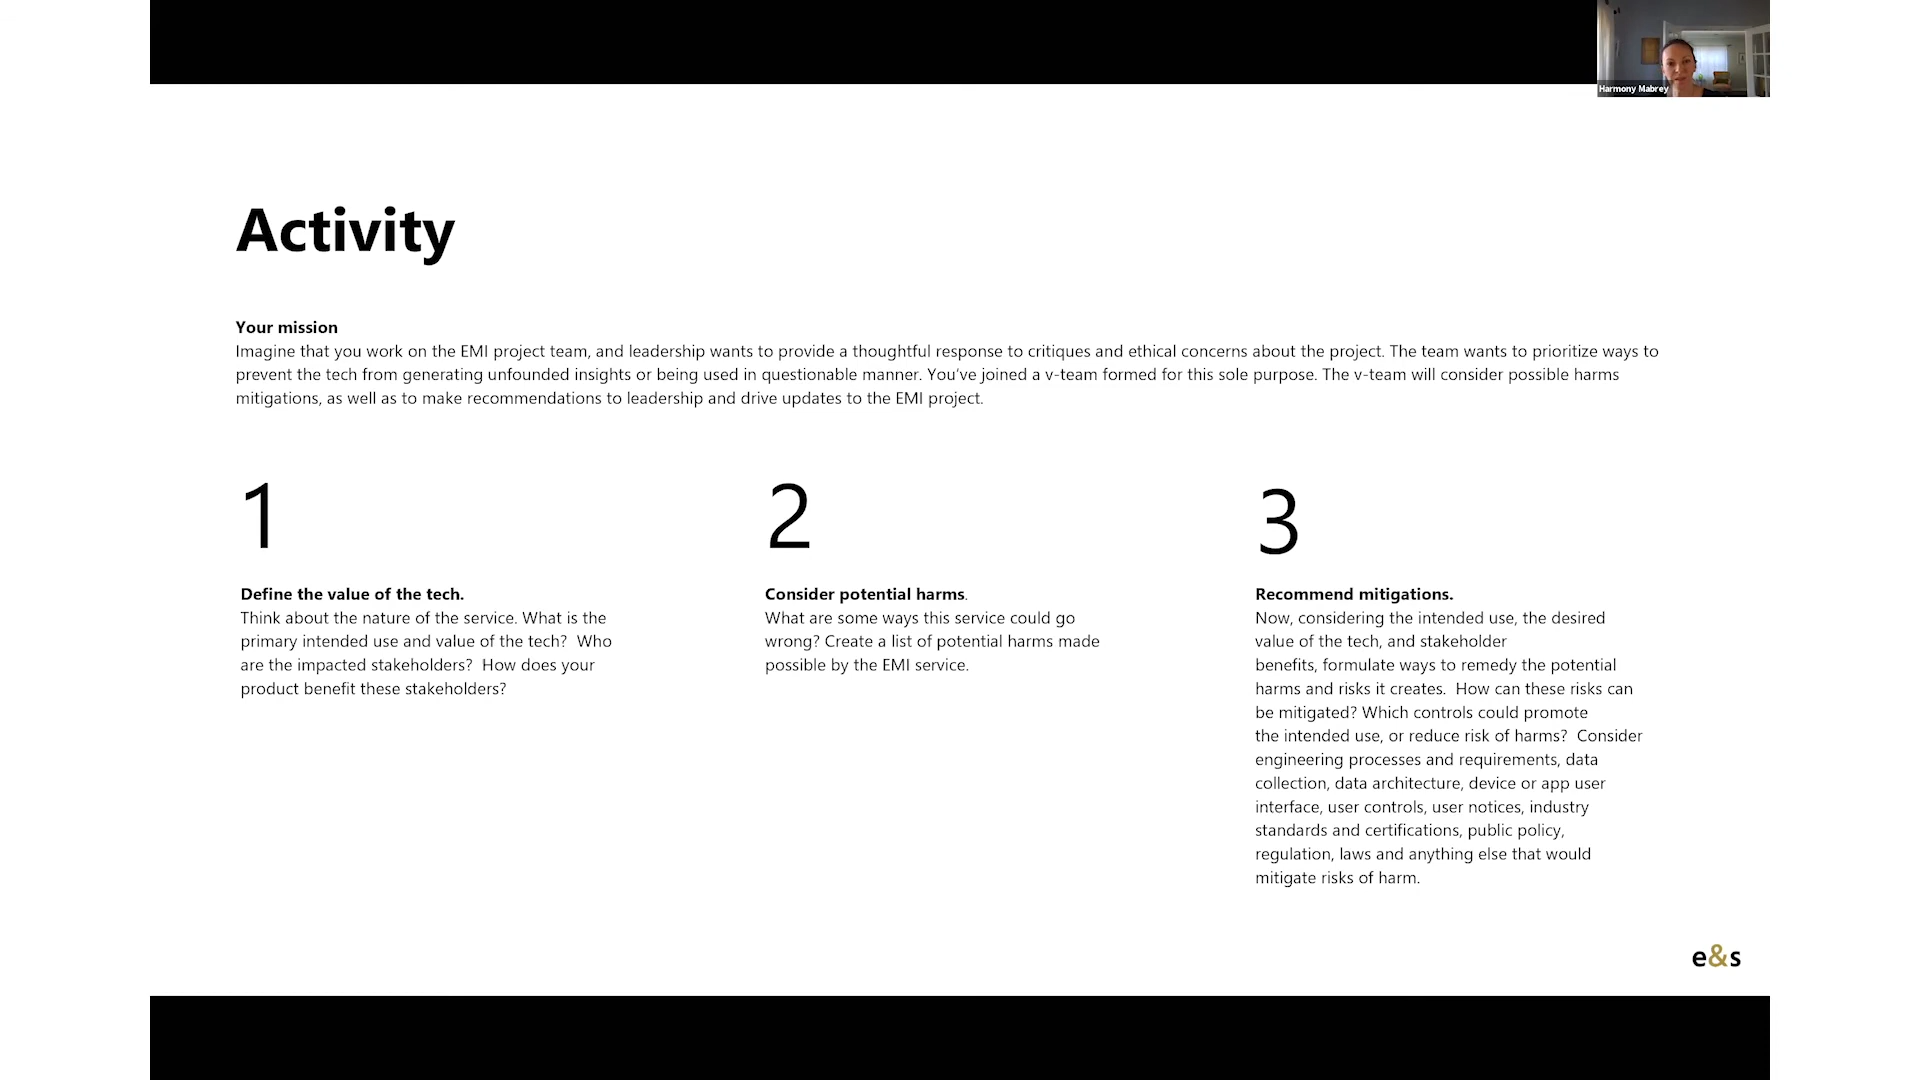 Harmony Mabrey
Activity
Your mission
Imagine that you work on the EMI project team, and leadership wants to provide a thoughtful response to critiques and ethical concerns about the project. The team wants to prioritize ways to
prevent the tech from generating unfounded insights or being used in questionable manner. You’ve joined a v-team formed for this sole purpose. The v-team will consider possible harms
mitigations, as well as to make recommendations to leadership and drive updates to the EMI project.
1
Define the value of the tech.
Think about the nature of the service. What is the
primary intended use and value of the tech?  Who
are the impacted stakeholders?  How does your
product benefit these stakeholders?
2
Consider potential harms.
What are some ways this service could go
wrong? Create a list of potential harms made
possible by the EMI service.
3
Recommend mitigations.
Now, considering the intended use, the desired
value of the tech, and stakeholder
benefits, formulate ways to remedy the potential
harms and risks it creates.  How can these risks can
be mitigated? Which controls could promote
the intended use, or reduce risk of harms?  Consider
engineering processes and requirements, data
collection, data architecture, device or app user
interface, user controls, user notices, industry
standards and certifications, public policy,
regulation, laws and anything else that would
mitigate risks of harm.
e&s